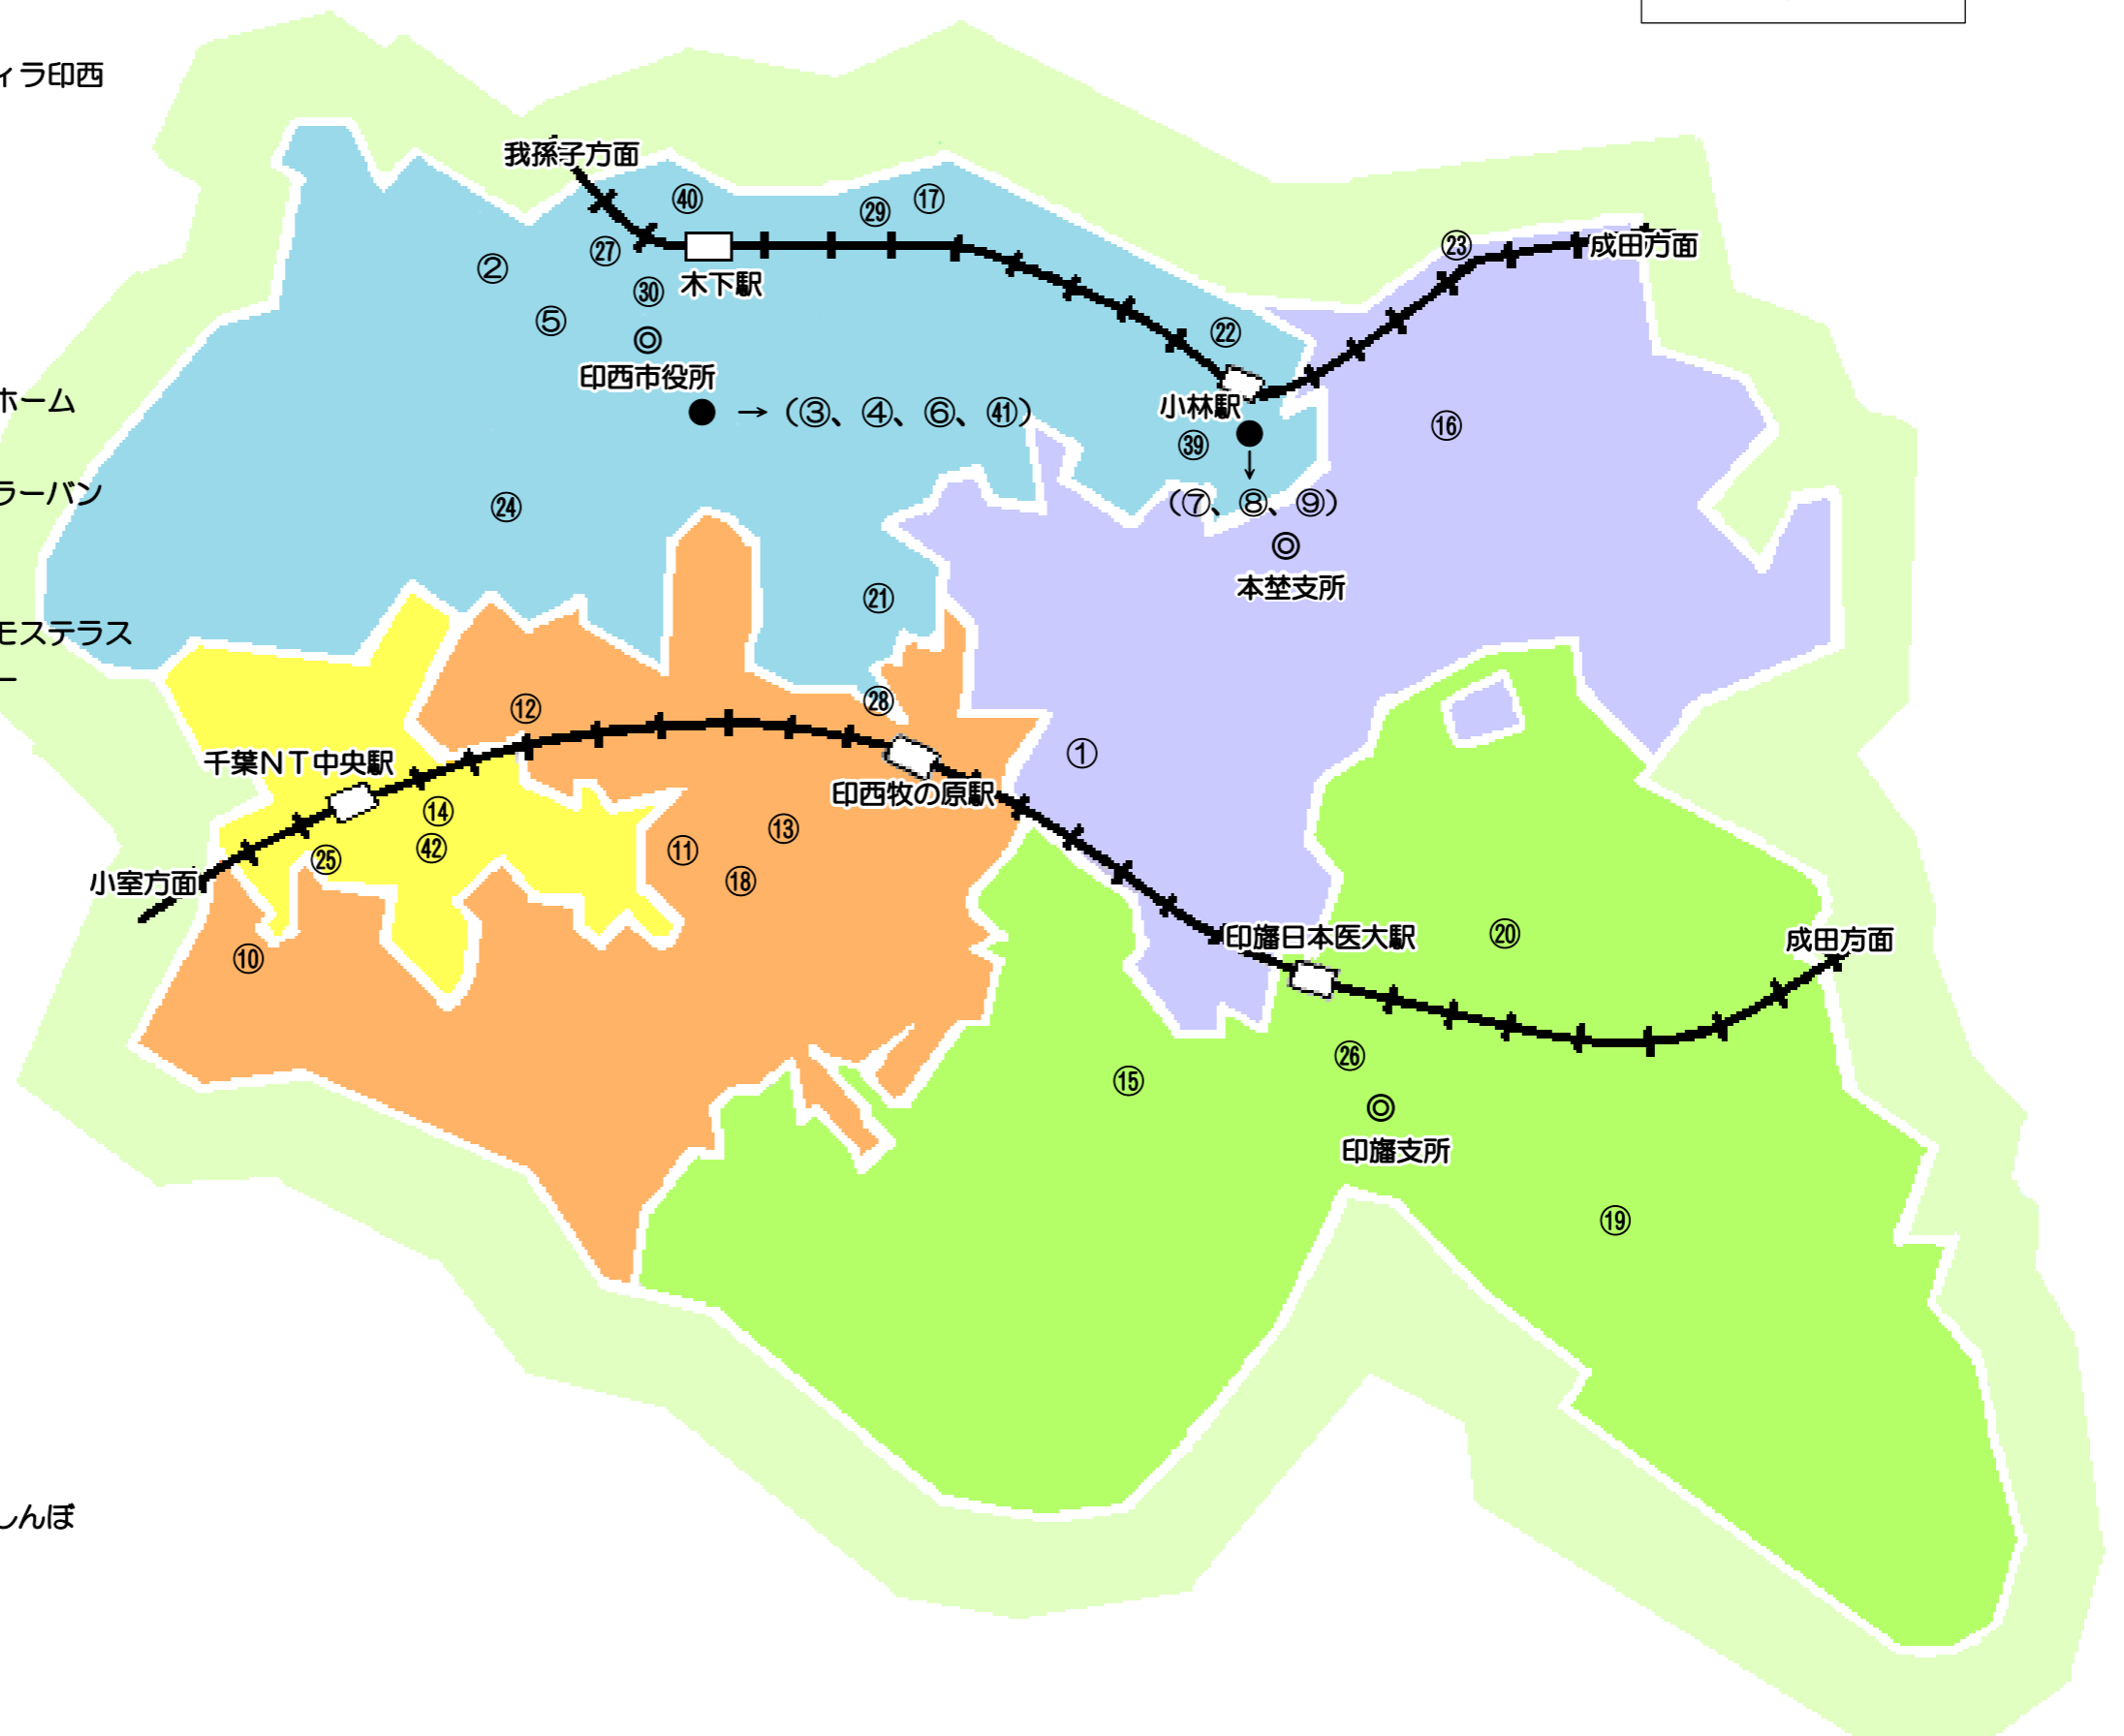 ィラ印西
我孫子方面
㊵
㉙
⑰
㉗
②
㉚
木下駅
㉓
成田方面
⑤
㉒
印西市役所
ホーム
→（③、④、⑥、㊶）
小林駅
㊴
⑯
ラーバン
㉔
↓
（⑦、⑧、⑨）
本埜支所
㉑
モステラス
ー
⑫
㉘
①
千葉ＮＴ中央駅
印西牧の原駅
⑭
⑬
㊷
⑪
㉕
⑱
小室方面
⑩
印旛日本医大駅
⑳
成田方面
㉖
⑮
印旛支所
⑲
しんぼ